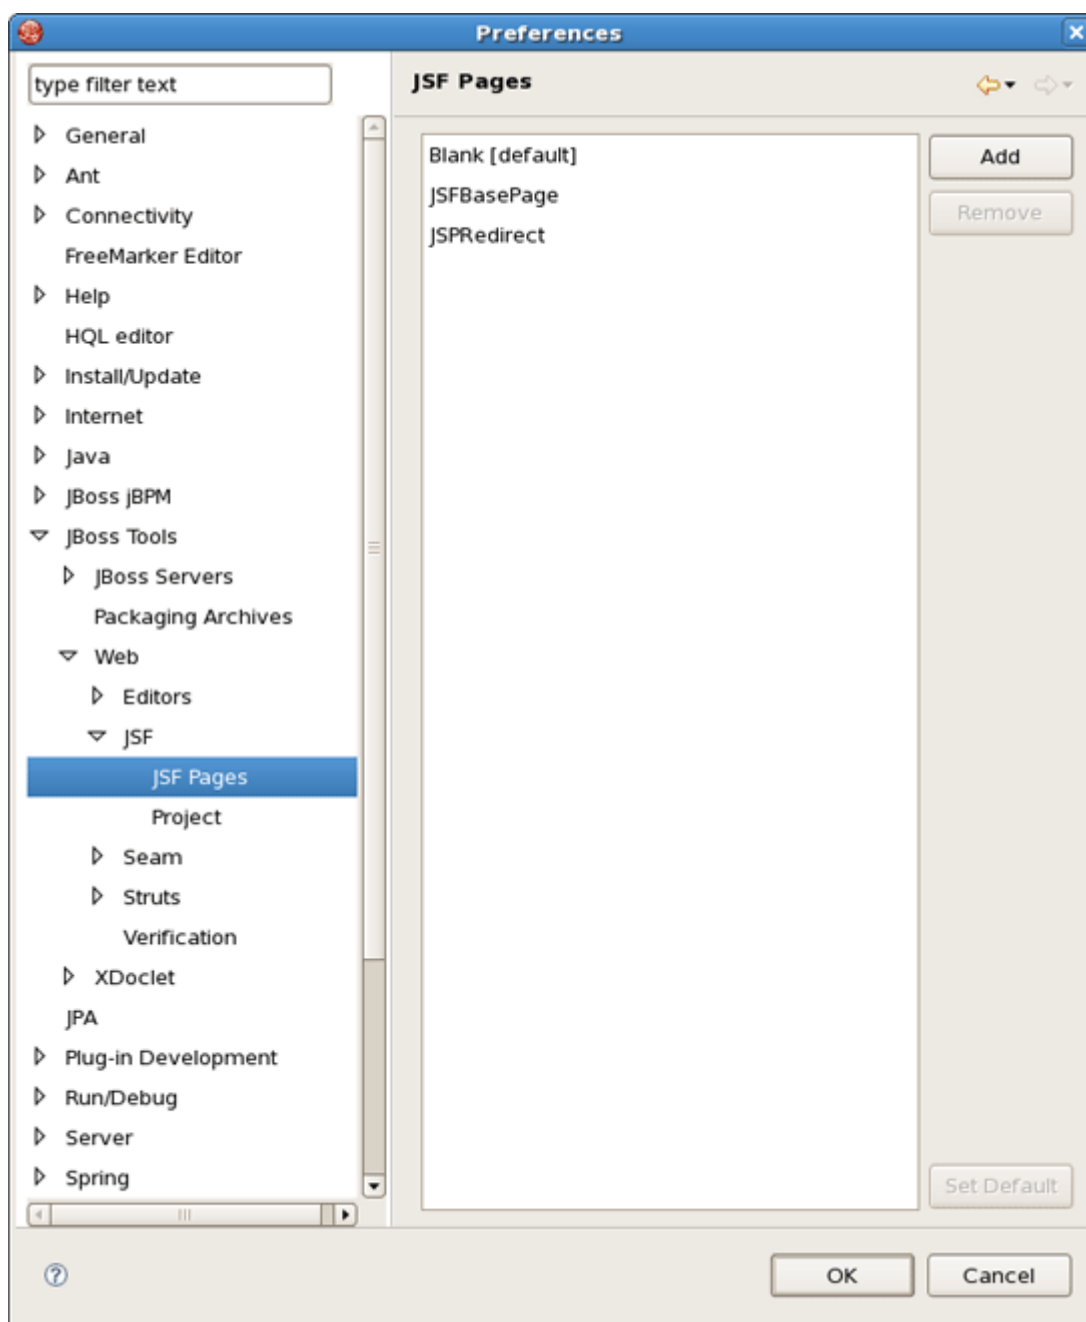 Preferences
type filter text
General
Ant
Connectivity
FreeMarker Editor
Help
HQL editor
Install/Update
Internet
Java
JBoss jBPM
JBoss Tools
JBoss Servers
Packaging Archives
Web
Editors
JSF
JSF Pages
Project
Seam
Struts
Verification
XDoclet
JPA
Plug-in Development
Run/Debug
Server
Spring
JSF Pages
Blank [default]
JSFBasePage
JSPRedirect
Add
Remove
Set Default
OK
Cancel